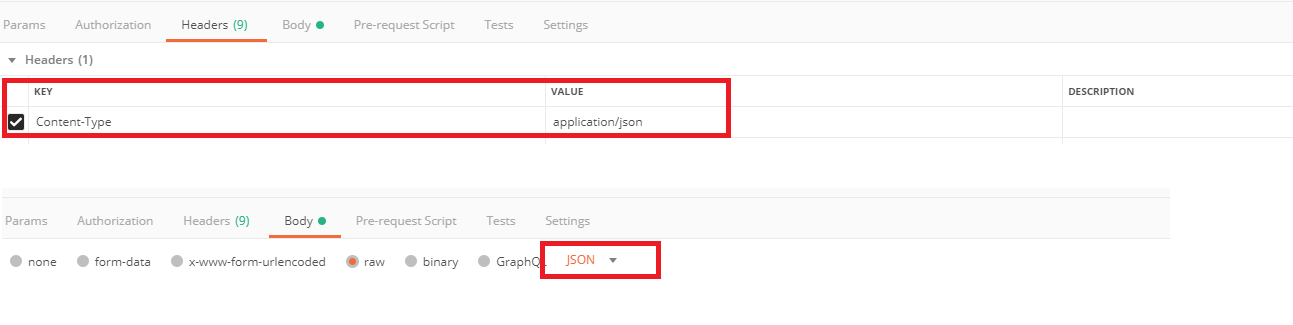 Params Authorization Headers (9) Body Pre-request Script Tests Settings
Headers (1)
KEY VALUE DESCRIPTION
Content-Type application/json
Params Authorization Headers (9) Body Pre-request Script Tests Settings
none form-data x-www-form-urlencoded raw binary GraphQL JSON